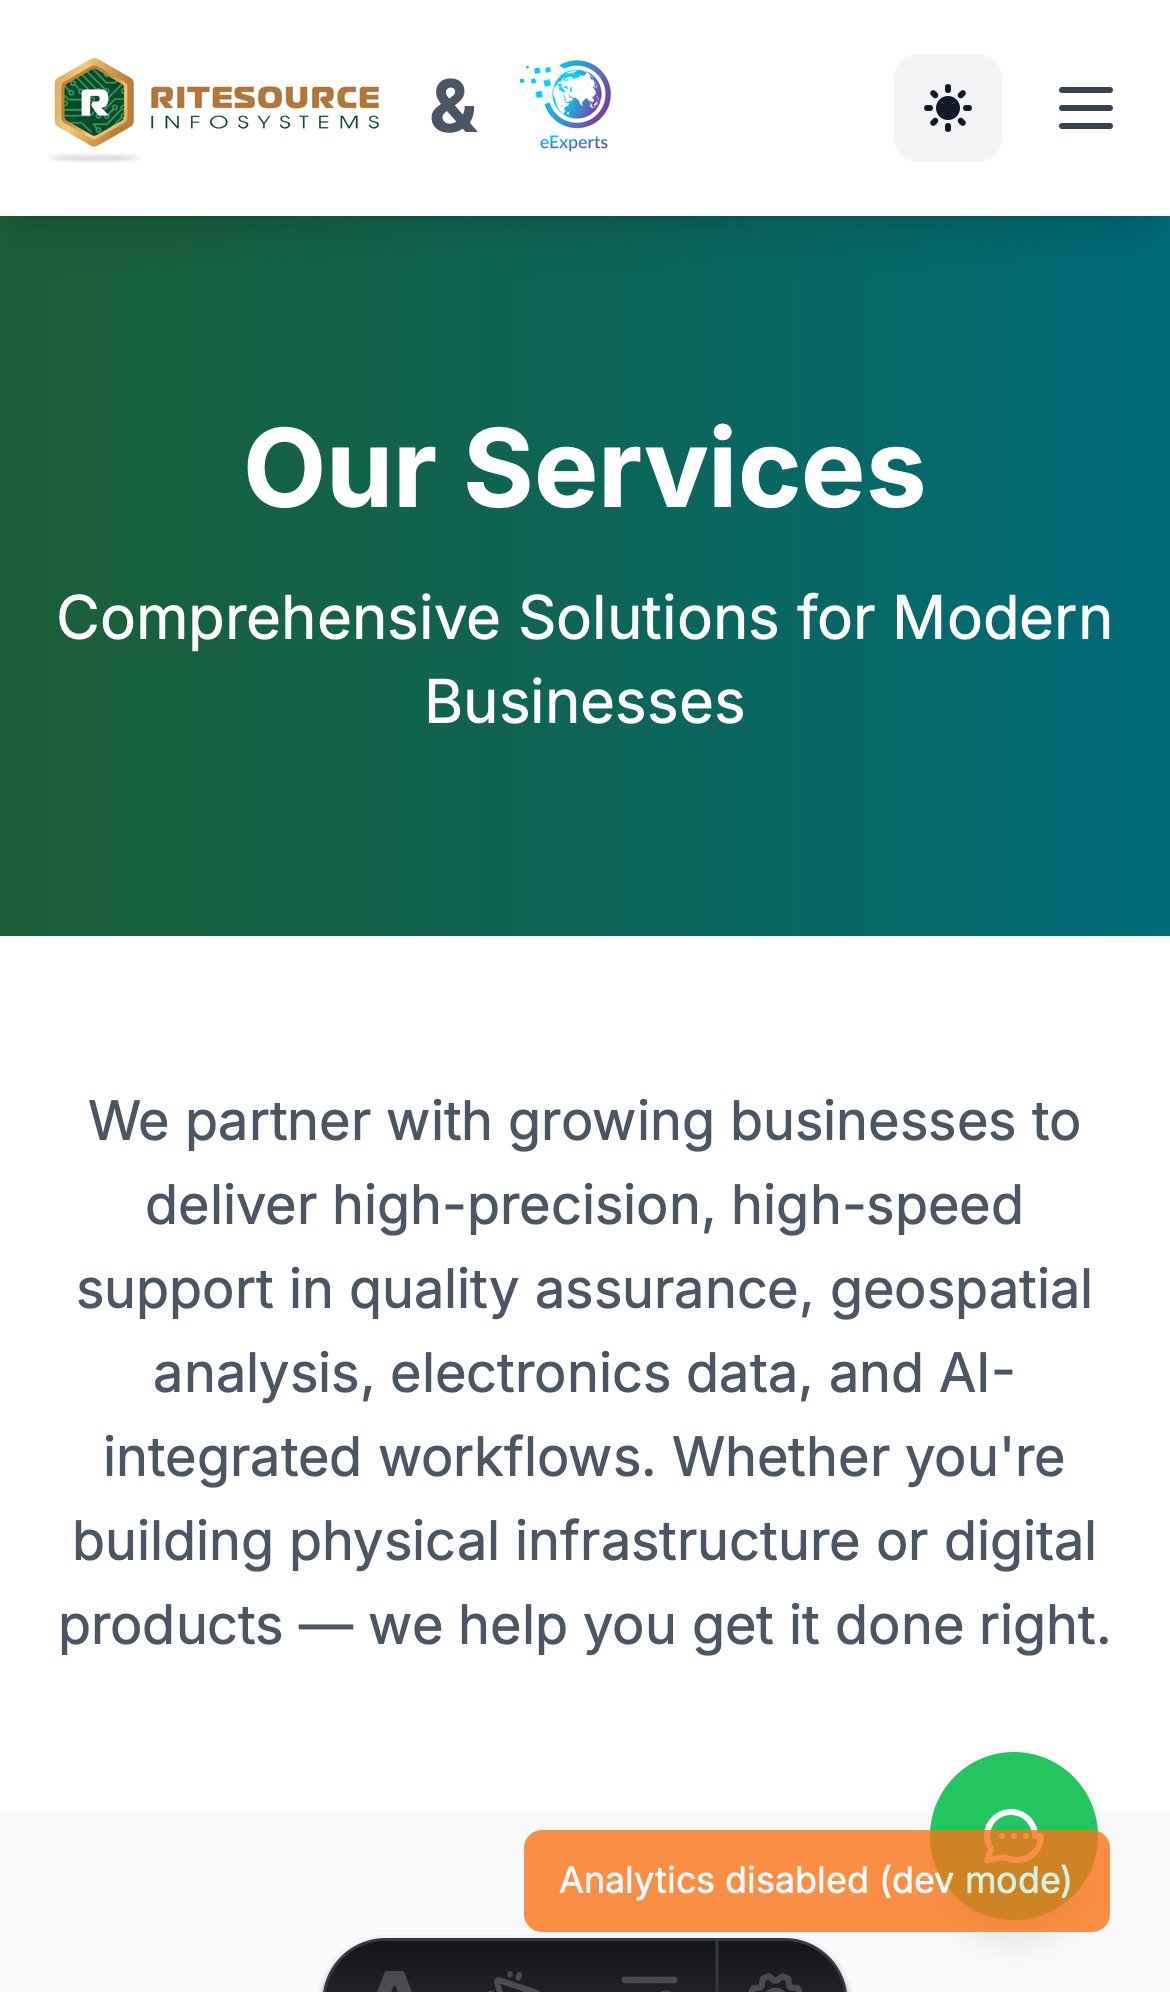 RITESOURCE
INFOSYSTEMS
&
eExperts
Our Services
Comprehensive Solutions for Modern
Businesses
We partner with growing businesses to
deliver high-precision, high-speed
support in quality assurance, geospatial
analysis, electronics data, and AI-
integrated workflows. Whether you're
building physical infrastructure or digital
products — we help you get it done right.
Analytics disabled (dev mode)